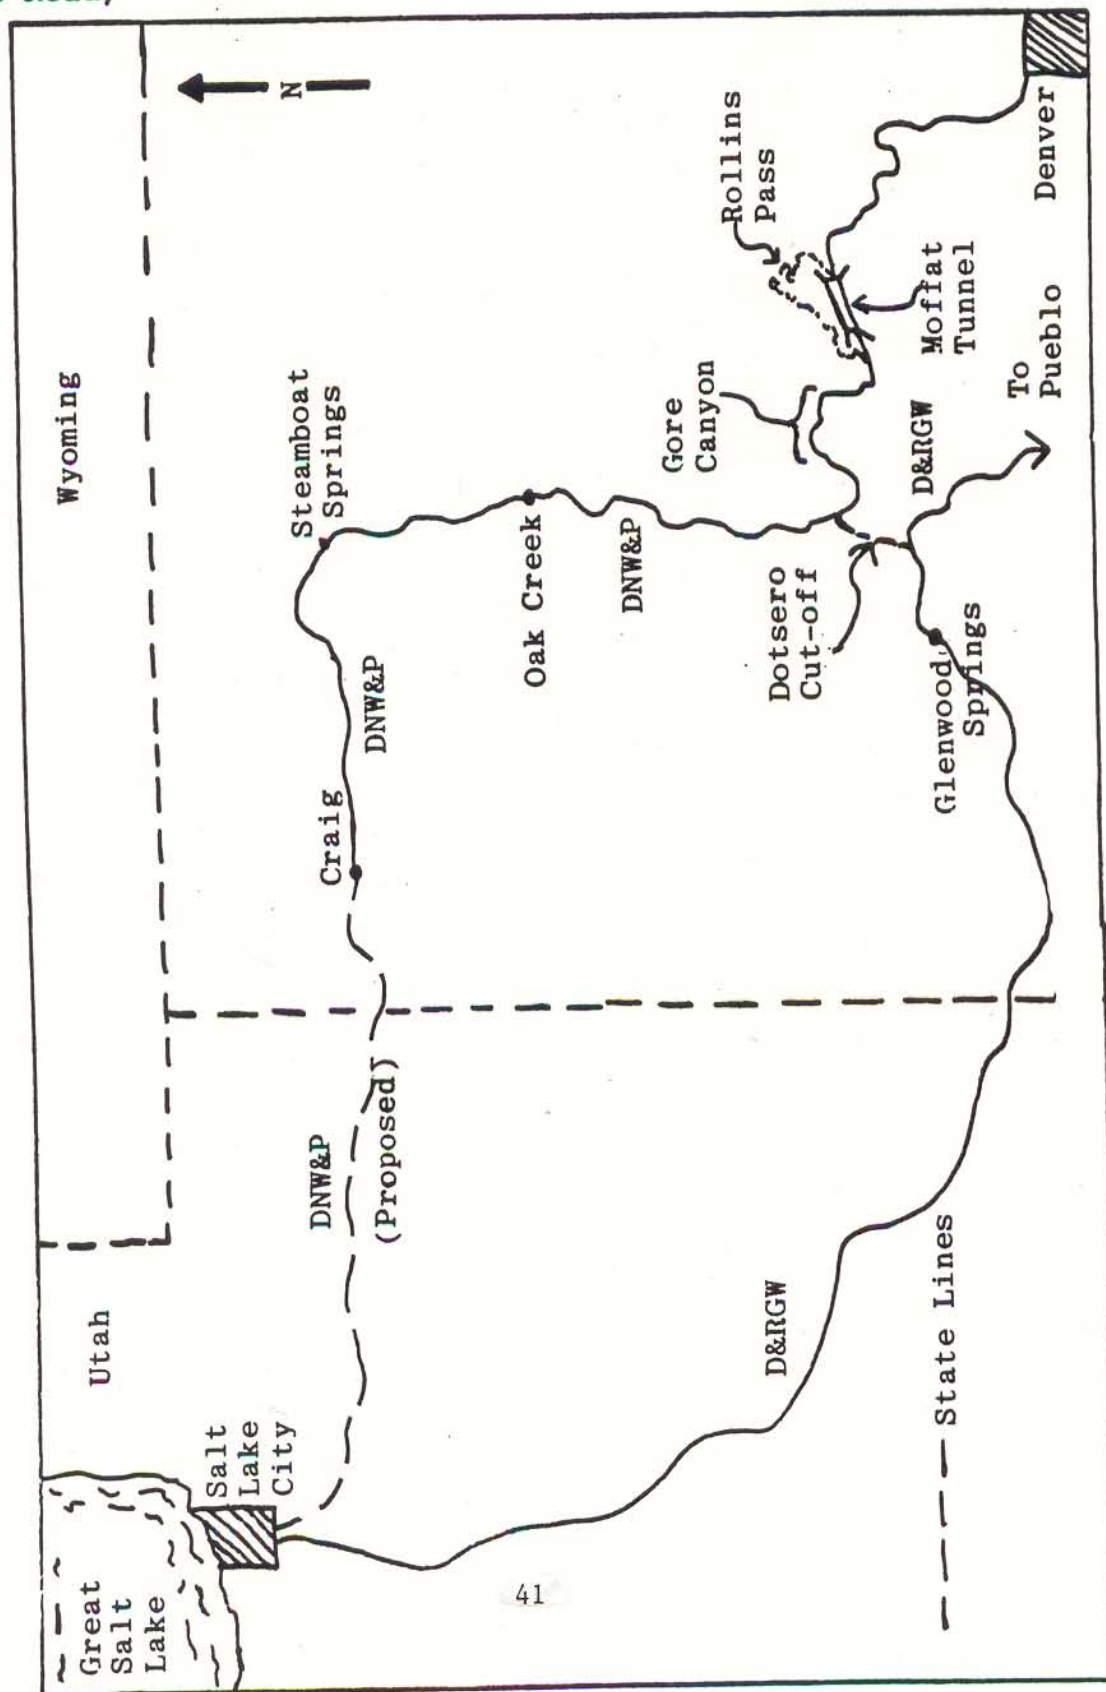 Wyoming
Utah
Great
Salt
Lake
Salt
Lake
City
N
Steamboat
Springs
Craig
DNW&P
DNW&P
(Proposed)
Oak Creek
DNW&P
Rollins
Pass
Gore
Canyon
Moffat
Tunnel
Denver
Dotsero
Cut-off
D&RGW
To
Pueblo
Glenwood
Springs
D&RGW
State Lines
41